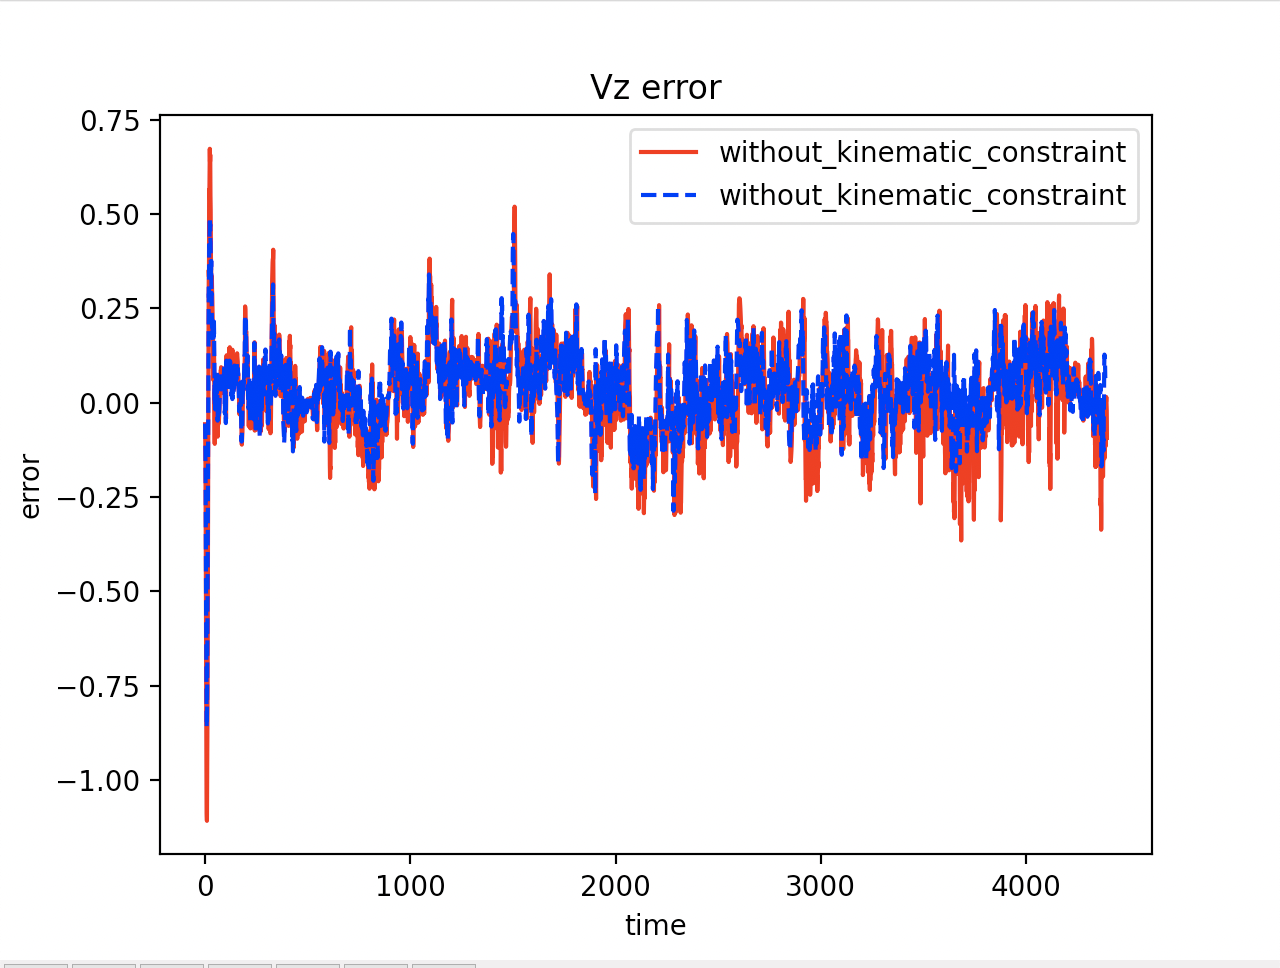 Vz error
0.75
0.50
0.25
0.00
−0.25
−0.50
−0.75
−1.00
error
without_kinematic_constraint
without_kinematic_constraint
0 1000 2000 3000 4000
time